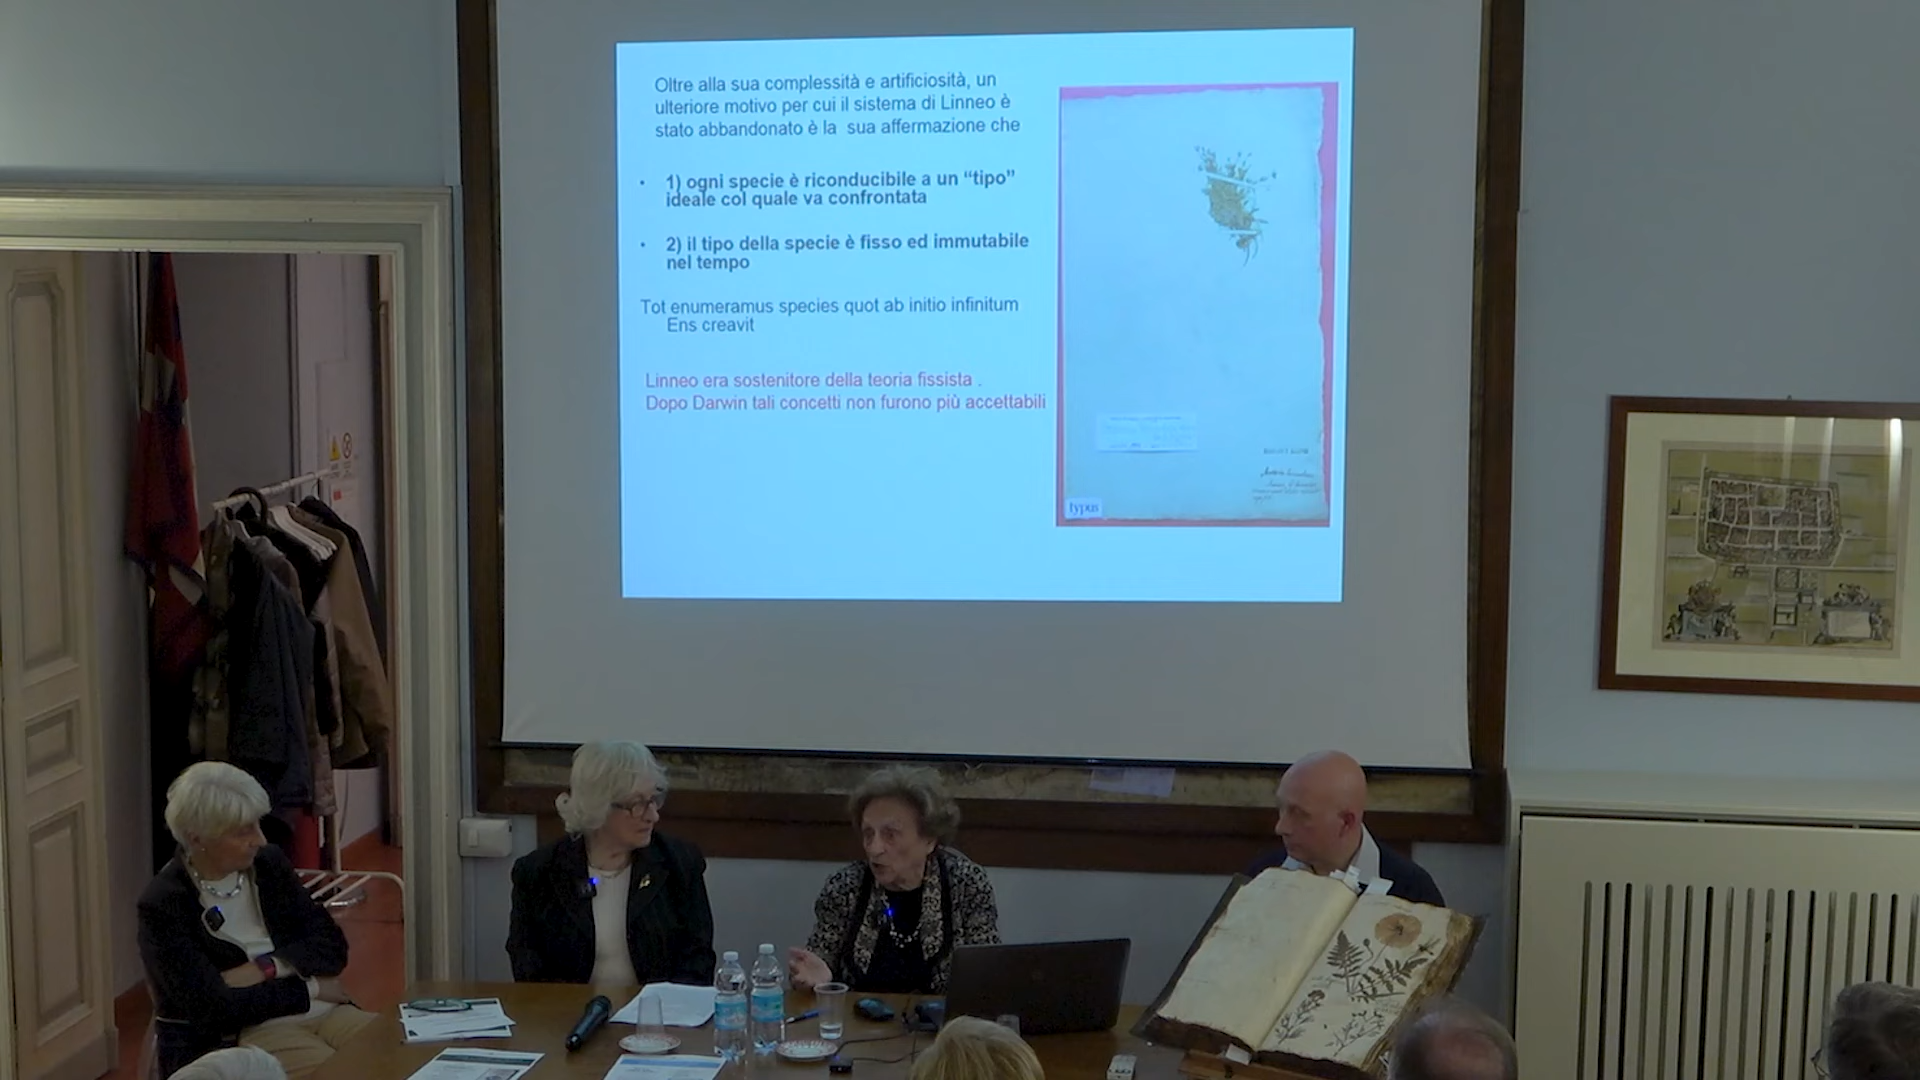 Oltre alla sua complessità e artificiosità, un
ulteriore motivo per cui il sistema di Linneo è
stato abbandonato è la sua affermazione che
• 1) ogni specie è riconducibile a un “tipo”
ideale col quale va confrontata
• 2) il tipo della specie è fisso ed immutabile
nel tempo
Tot enumeramus species quot ab initio infinitum
Ens creavit
Linneo era sostenitore della teoria fissista .
Dopo Darwin tali concetti non furono più accettabili
typus